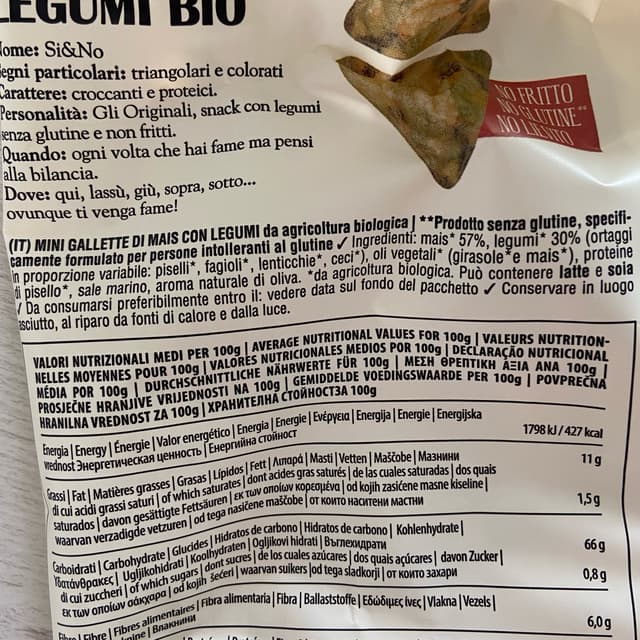 LEGUMI BIO
Nome: Si&No
Segni particolari: triangolari e colorati
Carattere: croccanti e proteici.
Personalità: Gli Originali, snack con legumi
senza glutine e non fritti.
Quando: ogni volta che hai fame ma pensi
alla bilancia.
Dove: qui, lassù, giù, sopra, sotto...
ovunque ti venga fame!
NO FRITTO
NO GLUTINE**
NO LIEVITO
(IT) MINI GALLETTE DI MAIS CON LEGUMI da agricoltura biologica | **Prodotto senza glutine, specifi-
camente formulato per persone intolleranti al glutine ✓ Ingredienti: mais* 57%, legumi* 30% (ortaggi
in proporzione variabile: piselli*, fagioli*, lenticchie*, ceci*), oli vegetali* (girasole*e mais*), proteine
di pisello*, sale marino, aroma naturale di oliva. *da agricoltura biologica. Può contenere latte e soia
✓ Da consumarsi preferibilmente entro il: vedere data sul fondo del pacchetto ✓ Conservare in luogo
asciutto, al riparo da fonti di calore e dalla luce.
VALORI NUTRIZIONALI MEDI PER 100g | AVERAGE NUTRITIONAL VALUES FOR 100g | VALEURS NUTRITION-
NELLES MOYENNES POUR 100g | VALORES NUTRICIONALES MEDIOS POR 100g | DECLARAÇÃO NUTRICIONAL
MÉDIA POR 100g | DURCHSCHNITTLICHE NÄHRWERTE FÜR 100g | ΜΕΣΗ ΘΡΕΠΤΙΚΗ ΑΞΙΑ ΑΝΑ 100g |
PROSJEČNE HRANJIVE VRIJEDNOSTI NA 100g | GEMIDDELDE VOEDINGSWAARDE PER 100g | POVPREČNA
HRANILNA VREDNOST ZA 100g | ХРАНИТЕЛНА СТОЙНОСТЗА 100g
Energia | Energy | Énergie | Valor energético | Energia | Energie | Ενέργεια | Energija | Energie | Energijska
vrednost Энергетическая ценность | Енергийна стойност 1798 kJ / 427 kcal
Grassi | Fat | Matières grasses | Grasas | Lípidos | Fett | Λιπαρά | Masti | Vetten | Maščobe | Мазнини 11 g
di cui acidi grassi saturi | of which saturates | dont acides gras saturés | de las cuales saturadas | dos quais
saturados | davon gesättigte Fettsäuren | εκ των οποίων κορεσμένα | od kojih zasićene masne kiseline |
waarvan verzadigde vetzuren | od tega nasičene maščobe | от които наситени мастни 1,5 g
Carboidrati | Carbohydrate | Glucides | Hidratos de carbono | Hidratos de carbono | Kohlenhydrate |
Υδατάνθρακες | Ugljikohidrati | Koolhydraten | Ogljikovi hidrati | Въглехидрати 66 g
di cui zuccheri | of which sugars | dont sucres | de los cuales azúcares | dos quais açúcares | davon Zucker |
εκ των οποίων σάκχαρα | od kojih šećeri | waarvan suikers |od tega sladkorji | от които захари 0,8 g
Fibre | Fibre | Fibres alimentaires | Fibra alimentaria | Fibra | Ballaststoffe | Εδώδιμες ίνες | Vlakna | Vezels |
| Влакнини 6,0 g